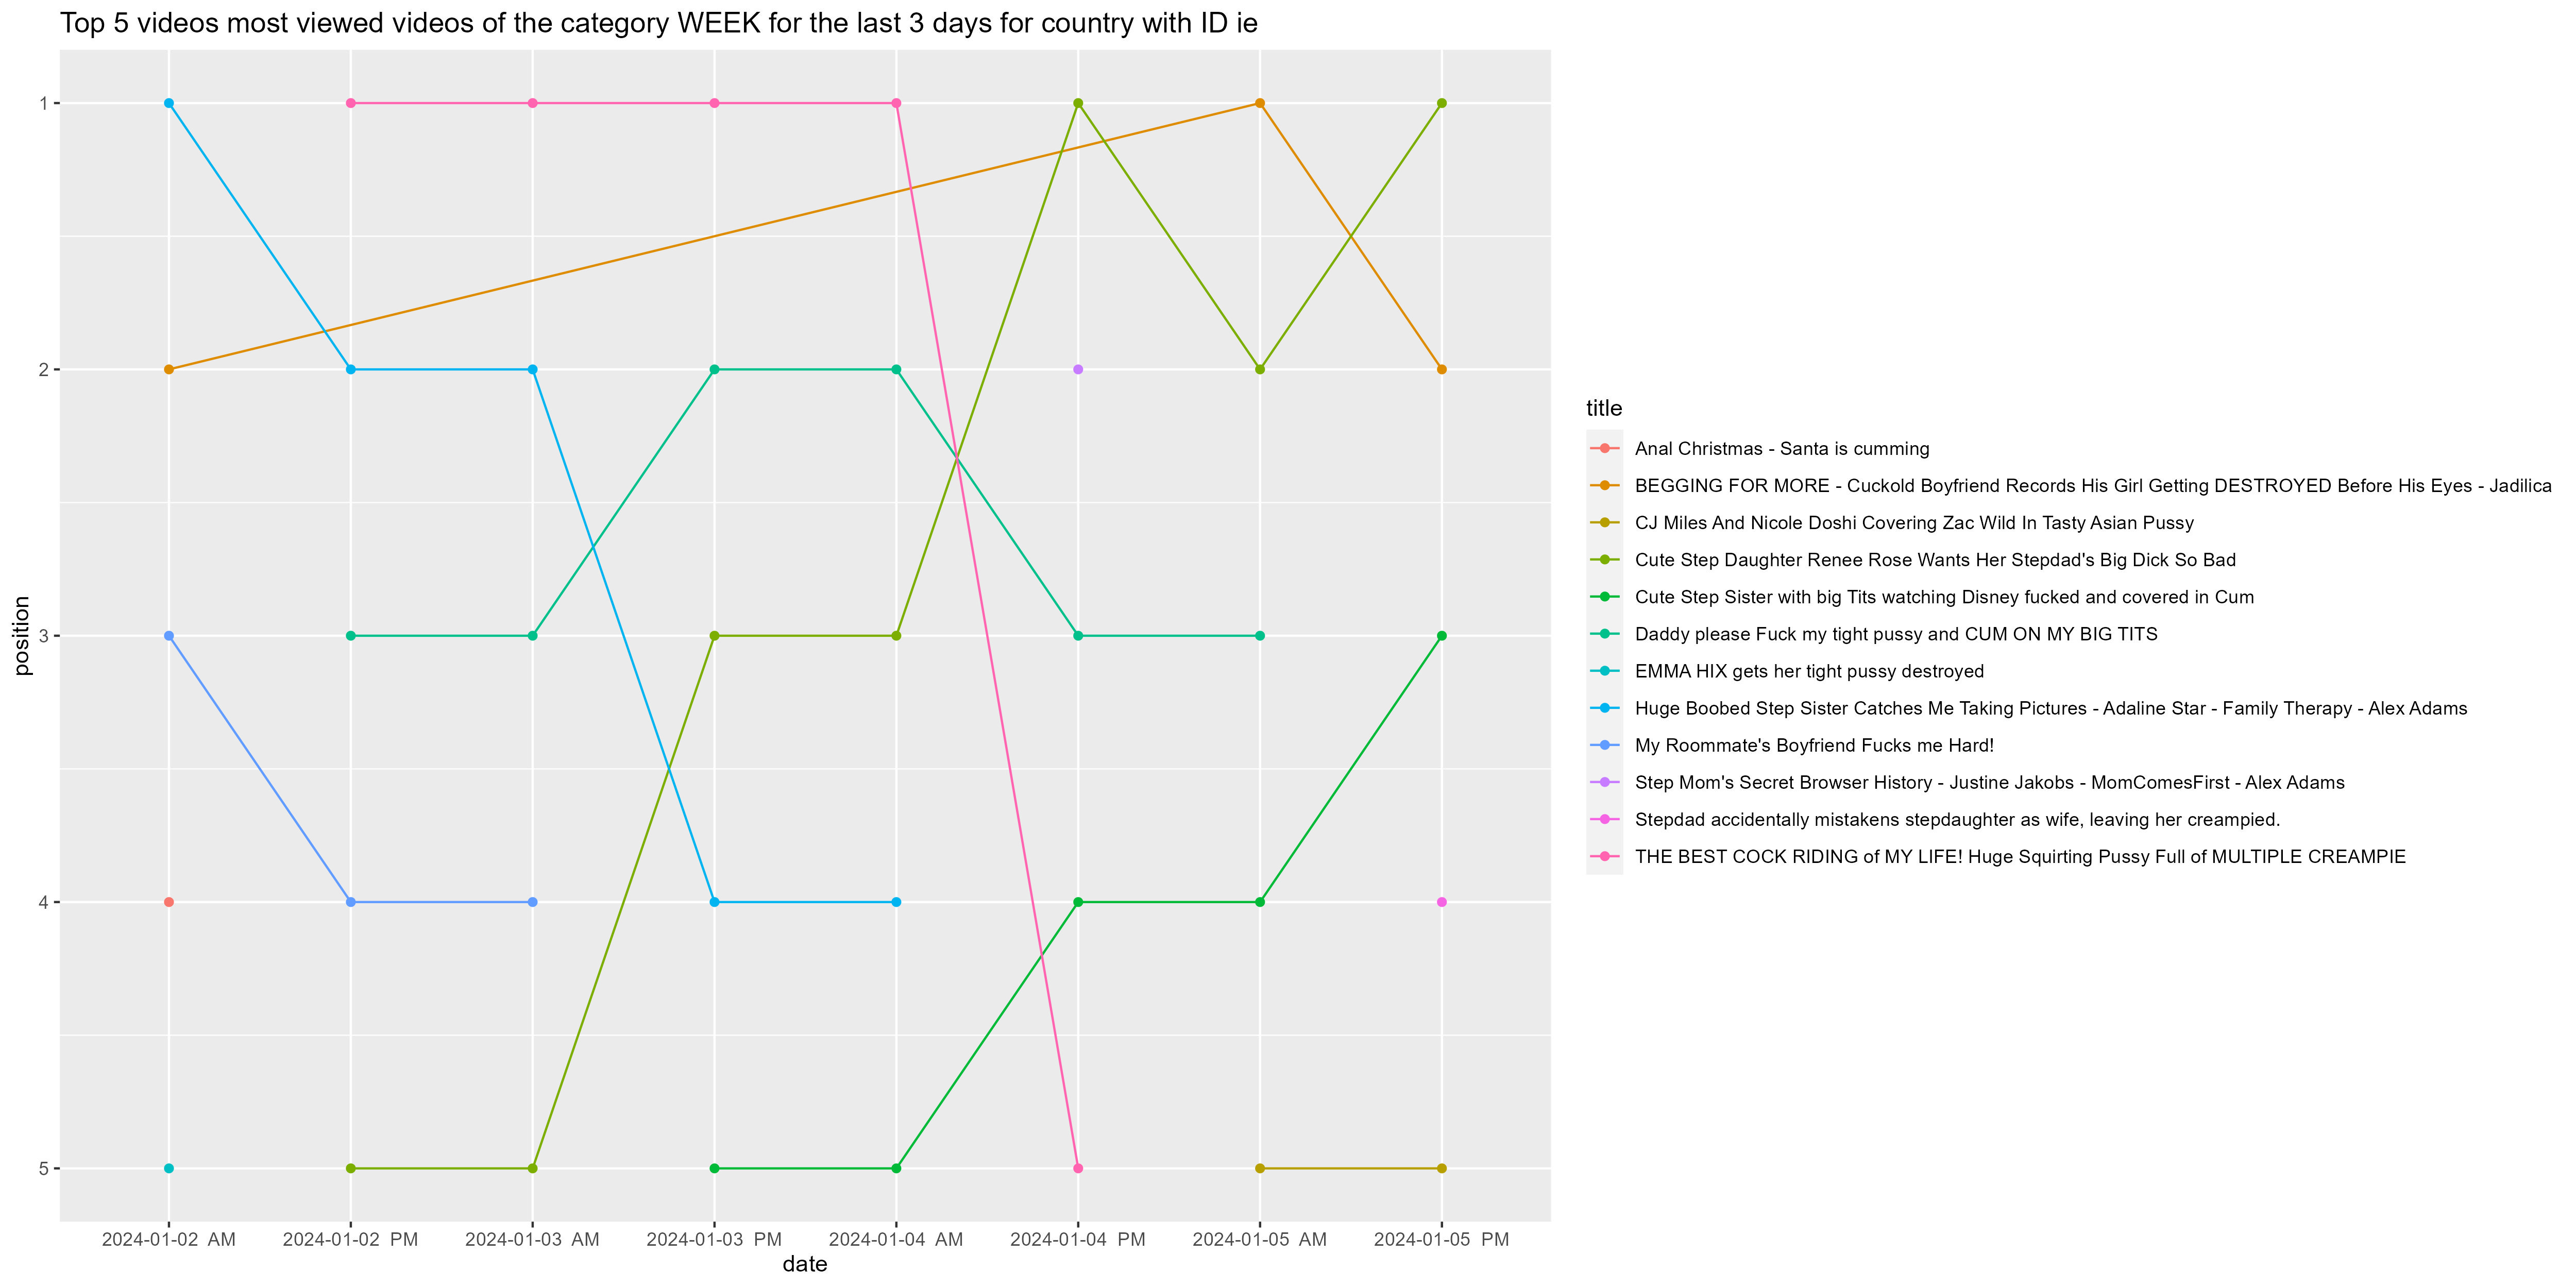 Top 5 videos most viewed videos of the category WEEK for the last 3 days for country with ID ie
position
1
2
3
4
5
2024-01-02 AM
2024-01-02 PM
2024-01-03 AM
2024-01-03 PM
2024-01-04 AM
2024-01-04 PM
2024-01-05 AM
2024-01-05 PM
date
title
Anal Christmas - Santa is cumming
BEGGING FOR MORE - Cuckold Boyfriend Records His Girl Getting DESTROYED Before His Eyes - Jadilica
CJ Miles And Nicole Doshi Covering Zac Wild In Tasty Asian Pussy
Cute Step Daughter Renee Rose Wants Her Stepdad's Big Dick So Bad
Cute Step Sister with big Tits watching Disney fucked and covered in Cum
Daddy please Fuck my tight pussy and CUM ON MY BIG TITS
EMMA HIX gets her tight pussy destroyed
Huge Boobed Step Sister Catches Me Taking Pictures - Adaline Star - Family Therapy - Alex Adams
My Roommate's Boyfriend Fucks me Hard!
Step Mom's Secret Browser History - Justine Jakobs - MomComesFirst - Alex Adams
Stepdad accidentally mistakens stepdaughter as wife, leaving her creampied.
THE BEST COCK RIDING of MY LIFE! Huge Squirting Pussy Full of MULTIPLE CREAMPIE